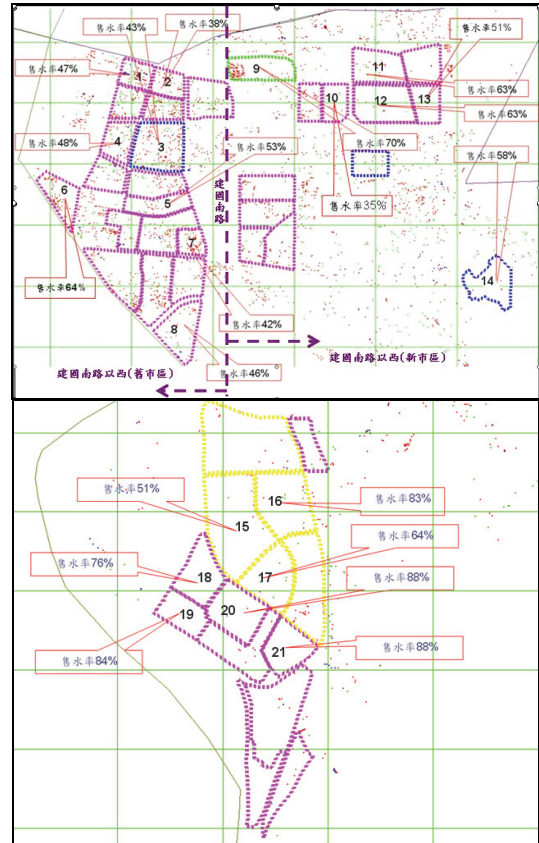 售水率43%
售水率38%
售水率51%
售水率47%
1
2
9
11
售水率63%
10
12
13
售水率63%
售水率48%
4
3
售水率53%
售水率70%
售水率58%
6
5
建國南路
售水率35%
7
售水率64%
14
售水率42%
8
建國南路以西(新市區)
售水率46%
建國南路以西(舊市區)
售水率51%
16
售水率83%
15
售水率64%
售水率76%
18
17
售水率88%
19
20
21
售水率88%
售水率84%